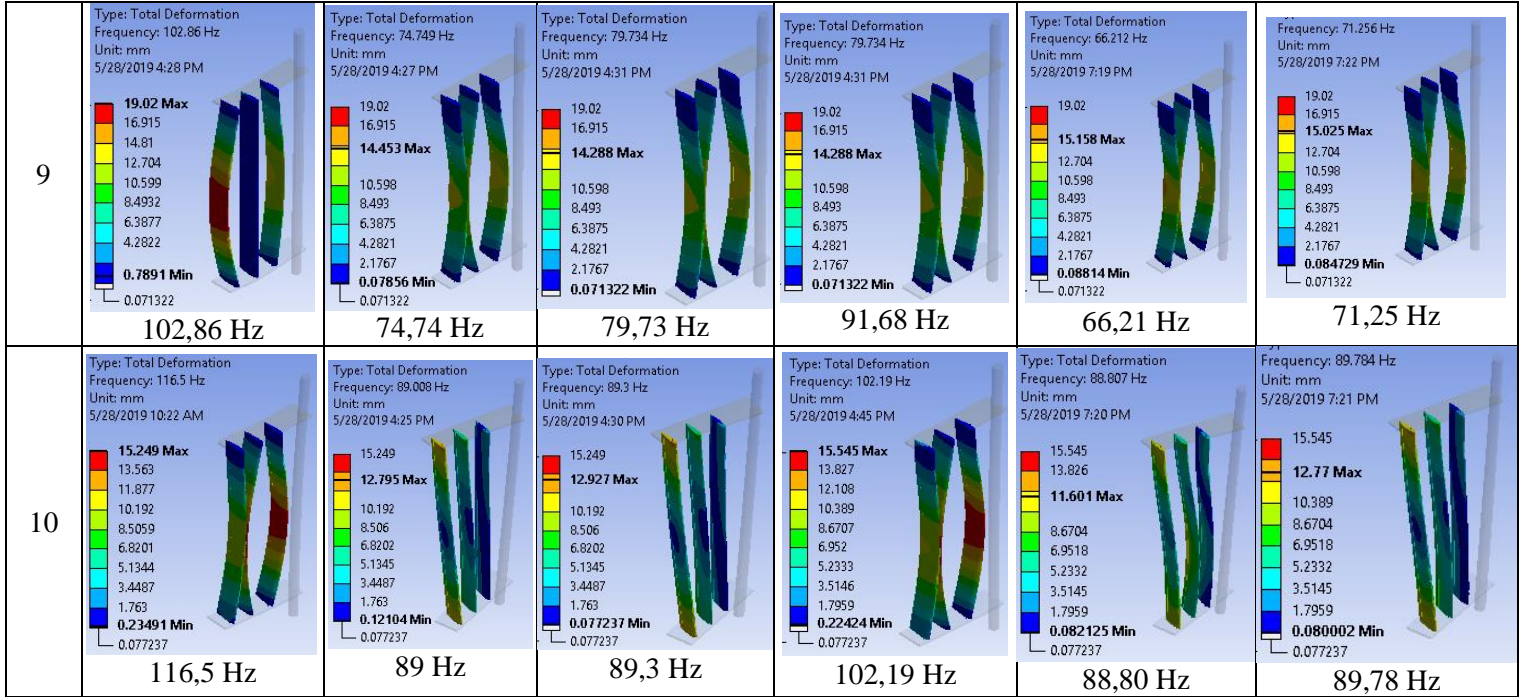 9
Type: Total Deformation
Frequency: 102.86 Hz
Unit: mm
5/28/2019 4:28 PM
19.02 Max
16.915
14.81
12.704
10.599
8.4932
6.3877
4.2822
0.7891 Min
0.071322
102,86 Hz
Type: Total Deformation
Frequency: 74.749 Hz
Unit: mm
5/28/2019 4:27 PM
19.02
16.915
14.453 Max
10.598
8.493
6.3875
4.2821
2.1767
0.07856 Min
0.071322
74,74 Hz
Type: Total Deformation
Frequency: 79.734 Hz
Unit: mm
5/28/2019 4:31 PM
19.02
16.915
14.288 Max
10.598
8.493
6.3875
4.2821
2.1767
0.071322 Min
79,73 Hz
Type: Total Deformation
Frequency: 79.734 Hz
Unit: mm
5/28/2019 4:31 PM
19.02
16.915
14.288 Max
10.598
8.493
6.3875
4.2821
2.1767
0.071322 Min
91,68 Hz
Type: Total Deformation
Frequency: 66.212 Hz
Unit: mm
5/28/2019 7:19 PM
19.02
15.158 Max
12.704
10.598
8.493
6.3875
4.2821
2.1767
0.08814 Min
0.071322
66,21 Hz
Frequency: 71.256 Hz
Unit: mm
5/28/2019 7:22 PM
19.02
16.915
15.025 Max
12.704
10.598
8.493
6.3875
4.2821
2.1767
0.084729 Min
0.071322
71,25 Hz
10
Type: Total Deformation
Frequency: 116.5 Hz
Unit: mm
5/28/2019 10:22 AM
15.249 Max
13.563
11.877
10.192
8.5059
6.8201
5.1344
3.4487
1.763
0.23491 Min
0.077237
116,5 Hz
Type: Total Deformation
Frequency: 89.008 Hz
Unit: mm
5/28/2019 4:25 PM
15.249
12.795 Max
10.192
8.506
6.8202
5.1345
3.4487
1.763
0.12104 Min
0.077237
89 Hz
Type: Total Deformation
Frequency: 89.3 Hz
Unit: mm
5/28/2019 4:30 PM
15.249
12.927 Max
10.192
8.506
6.8202
5.1345
3.4487
1.763
0.077237 Min
0.077237
89,3 Hz
Type: Total Deformation
Frequency: 102.19 Hz
Unit: mm
5/28/2019 4:45 PM
15.545 Max
13.827
12.108
10.389
8.6707
6.952
5.2333
3.5146
1.7959
0.22424 Min
0.077237
102,19 Hz
Type: Total Deformation
Frequency: 88.807 Hz
Unit: mm
5/28/2019 7:20 PM
15.545
13.826
11.601 Max
8.6704
6.9518
5.2332
3.5145
1.7959
0.082125 Min
0.077237
88,80 Hz
Type: Total Deformation
Frequency: 89.784 Hz
Unit: mm
5/28/2019 7:21 PM
15.545
12.77 Max
10.389
8.6704
6.9518
5.2332
3.5145
1.7959
0.080002 Min
0.077237
89,78 Hz